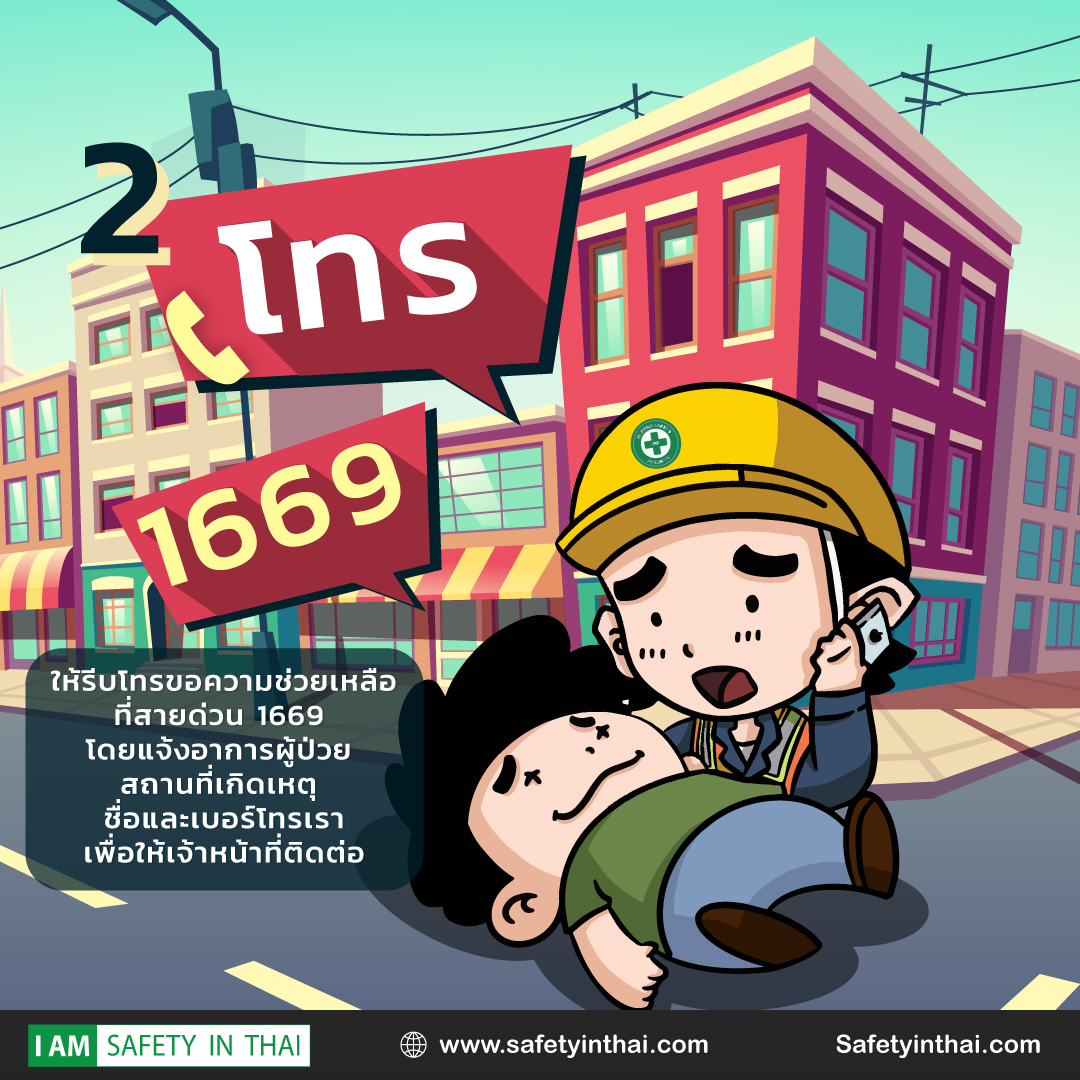 2
โทร
1669
ให้รีบโทรขอความช่วยเหลือ
ที่สายด่วน 1669
โดยแจ้งอาการผู้ป่วย
สถานที่เกิดเหตุ
ชื่อและเบอร์โทรเรา
เพื่อให้เจ้าหน้าที่ติดต่อ
I AM SAFETY IN THAI
www.safetyinthai.com
Safetyinthai.com